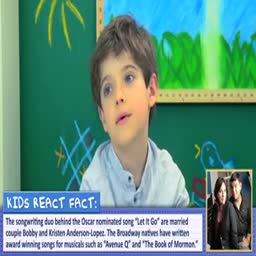 KIDS REACT FACT:
The songwriting duo behind the Oscar nominated song "Let It Go" are married
couple Bobby and Kristen Anderson-Lopez. The Broadway natives have written
award winning songs for musicals such as "Avenue Q" and "The Book of Mormon."